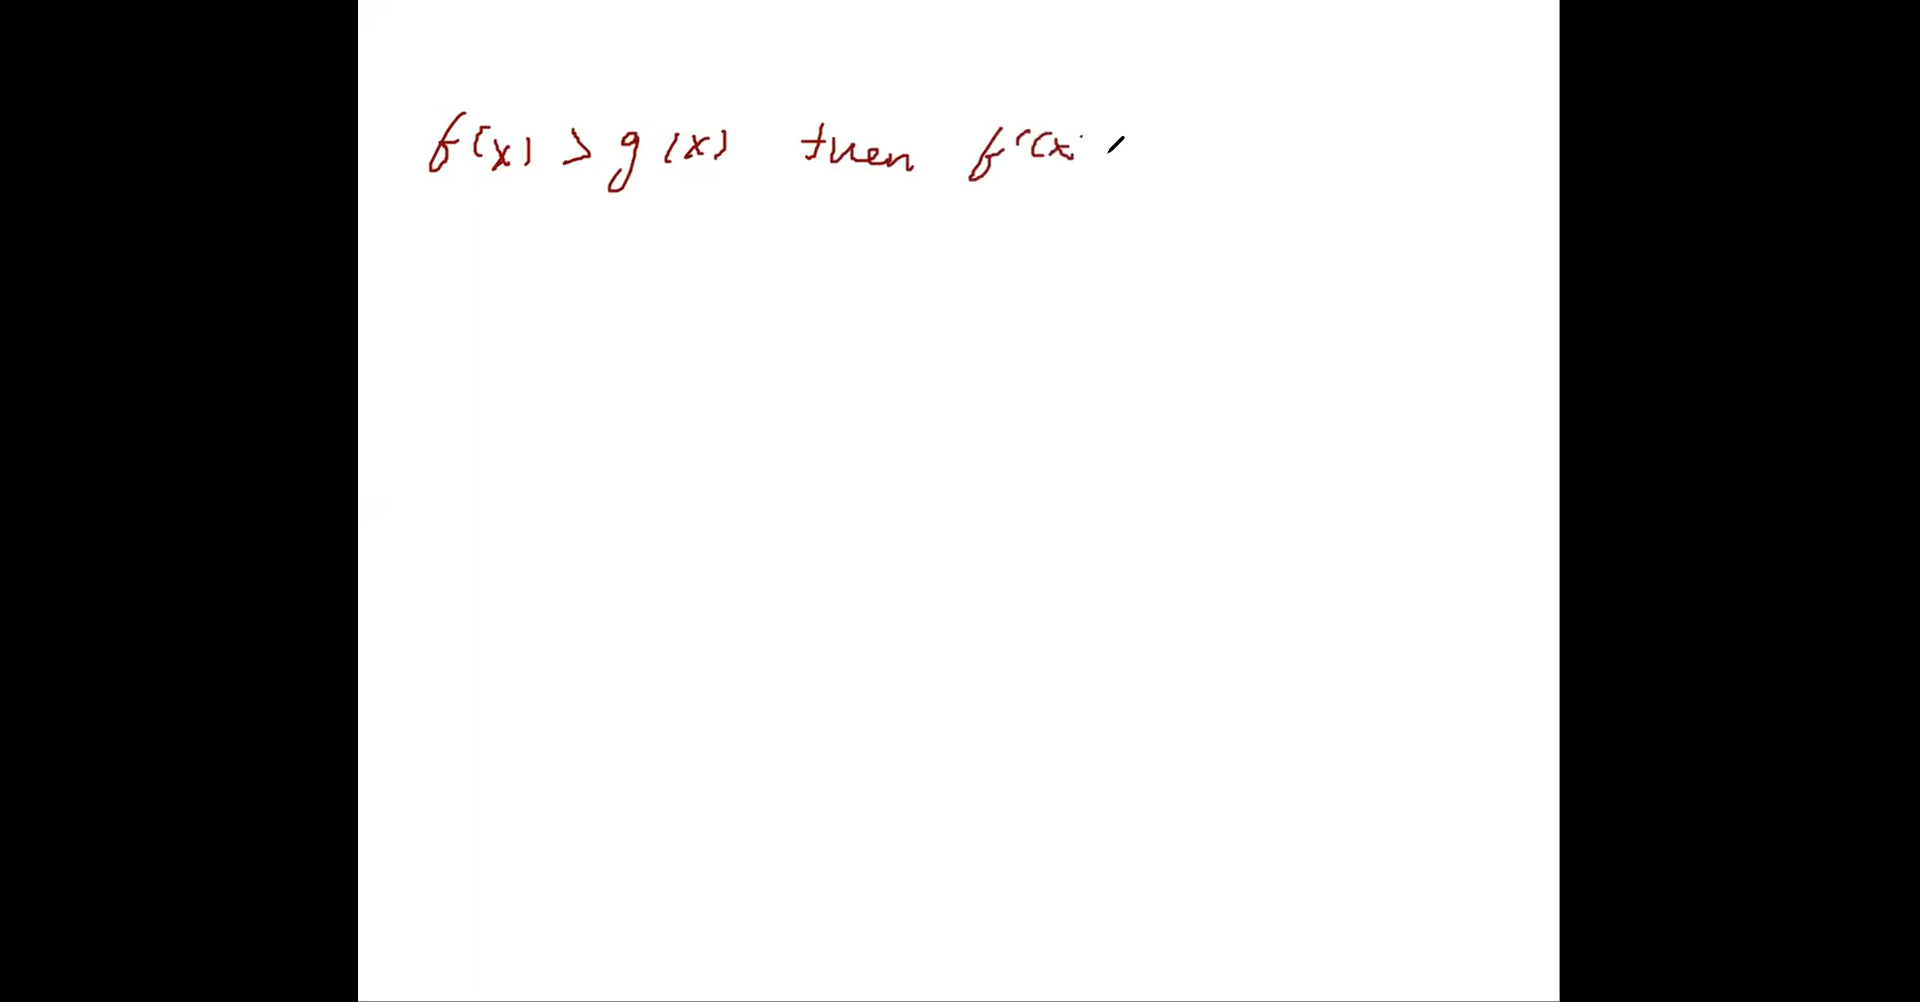 f(x) > g(x) then f'(x